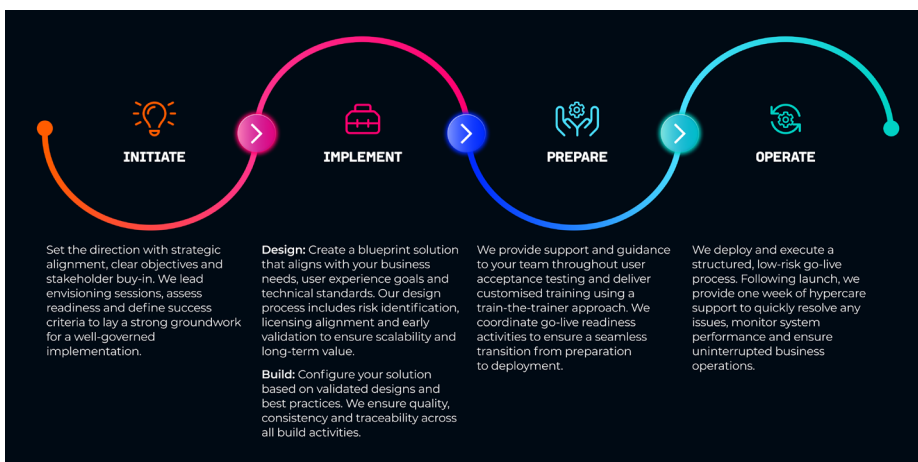 INITIATE
Set the direction with strategic
alignment, clear objectives and
stakeholder buy-in. We lead
envisioning sessions, assess
readiness and define success
criteria to lay a strong groundwork
for a well-governed
implementation.
IMPLEMENT
Design: Create a blueprint solution
that aligns with your business
needs, user experience goals and
technical standards. Our design
process includes risk identification,
licensing alignment and early
validation to ensure scalability and
long-term value.
Build: Configure your solution
based on validated designs and
best practices. We ensure quality,
consistency and traceability across
all build activities.
PREPARE
We provide support and guidance
to your team throughout user
acceptance testing and deliver
customised training using a
train-the-trainer approach. We
coordinate go-live readiness
activities to ensure a seamless
transition from preparation
to deployment.
OPERATE
We deploy and execute a
structured, low-risk go-live
process. Following launch, we
provide one week of hypercare
support to quickly resolve any
issues, monitor system
performance and ensure
uninterrupted business
operations.